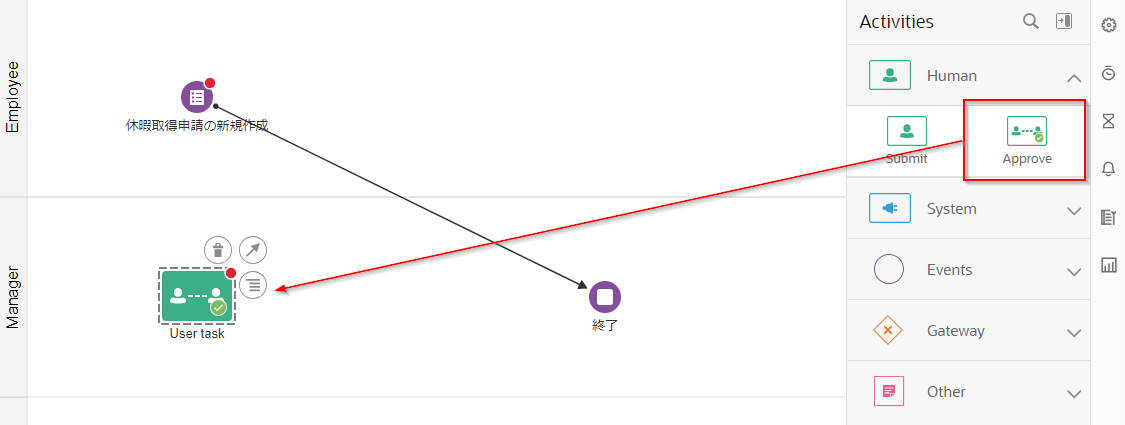 Activities
Employee
Human
休暇取得申請の新規作成
Submit
Approve
System
Manager
Events
User task
終了
Gateway
Other